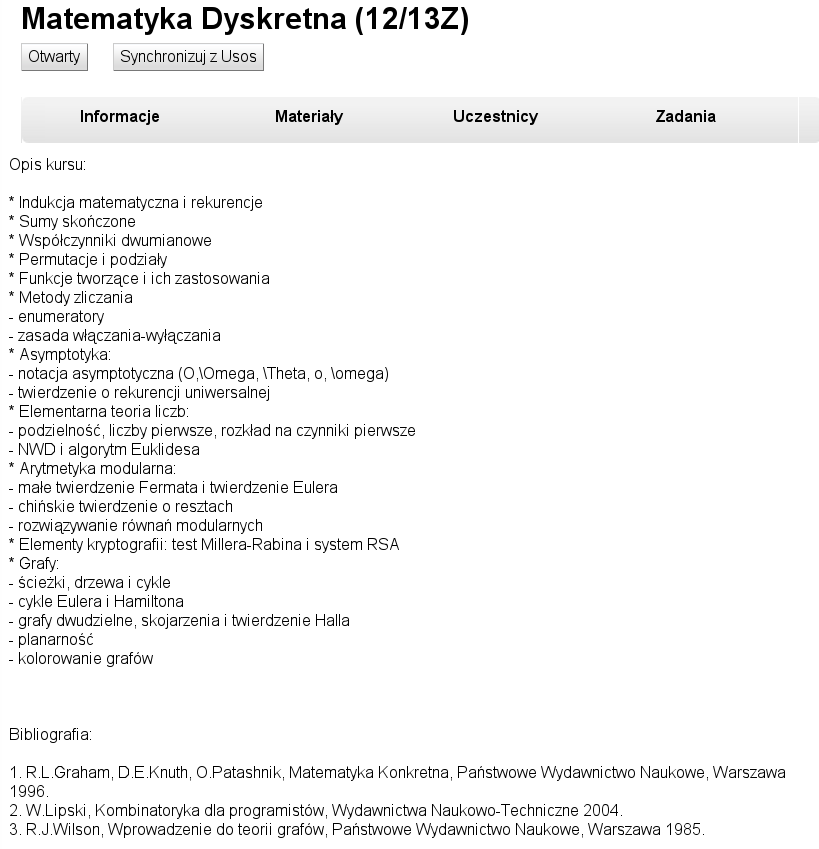 Matematyka Dyskretna (12/13Z)
Otwarty Synchronizuj z Usos
Informacje Materiały Uczestnicy Zadania
Opis kursu:
* Indukcja matematyczna i rekurencje
* Sumy skończone
* Współczynniki dwumianowe
* Permutacje i podziały
* Funkcje tworzące i ich zastosowania
* Metody zliczania
- enumeratory
- zasada włączania-wyłączania
* Asymptotyka:
- notacja asymptotyczna (O,\Omega, \Theta, o, \omega)
- twierdzenie o rekurencji uniwersalnej
* Elementarna teoria liczb:
- podzielność, liczby pierwsze, rozkład na czynniki pierwsze
- NWD i algorytm Euklidesa
* Arytmetyka modularna:
- małe twierdzenie Fermata i twierdzenie Eulera
- chińskie twierdzenie o resztach
- rozwiązywanie równań modularnych
* Elementy kryptografii: test Millera-Rabina i system RSA
* Grafy:
- ścieżki, drzewa i cykle
- cykle Eulera i Hamiltona
- grafy dwudzielne, skojarzenia i twierdzenie Halla
- planarność
- kolorowanie grafów
Bibliografia:
1. R.L.Graham, D.E.Knuth, O.Patashnik, Matematyka Konkretna, Państwowe Wydawnictwo Naukowe, Warszawa
1996.
2. W.Lipski, Kombinatoryka dla programistów, Wydawnictwa Naukowo-Techniczne 2004.
3. R.J.Wilson, Wprowadzenie do teorii grafów, Państwowe Wydawnictwo Naukowe, Warszawa 1985.